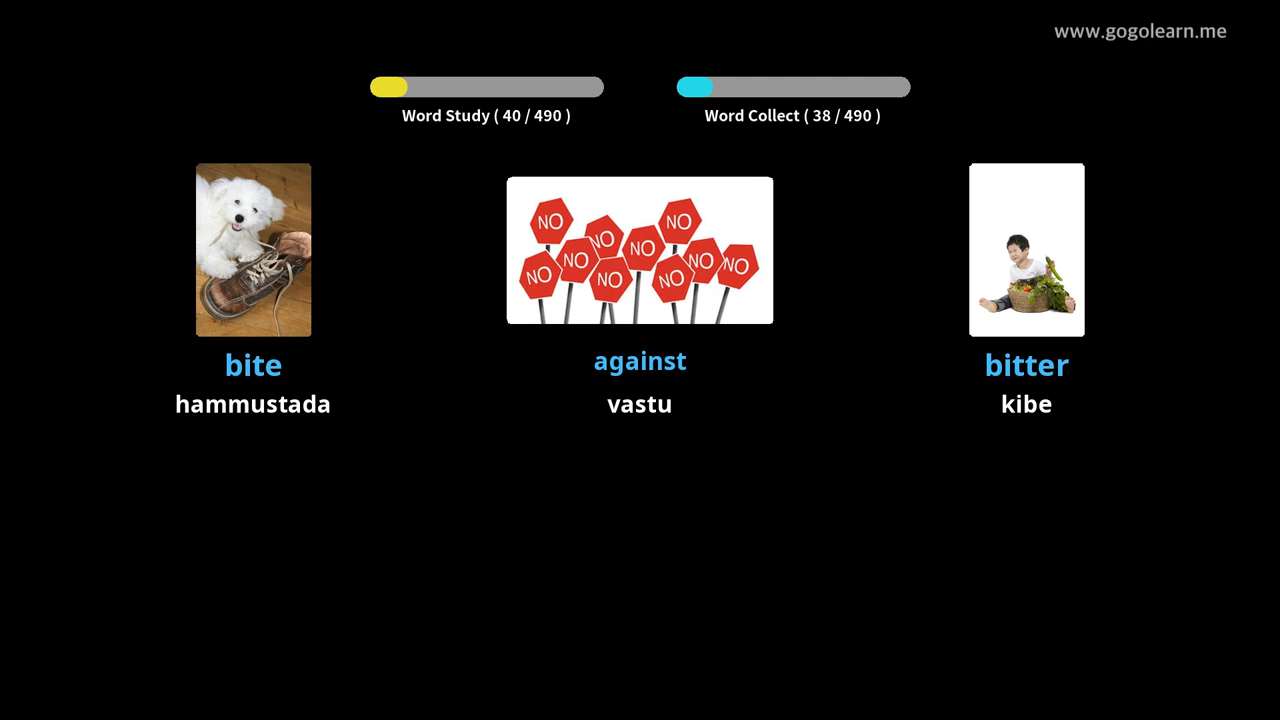 www.gogolearn.me
Word Study ( 40 / 490 )
Word Collect ( 38 / 490 )
NO
NO
NO
NO
NO
NO
NO
NO
NO
NO
bite
against
bitter
hammustada
vastu
kibe